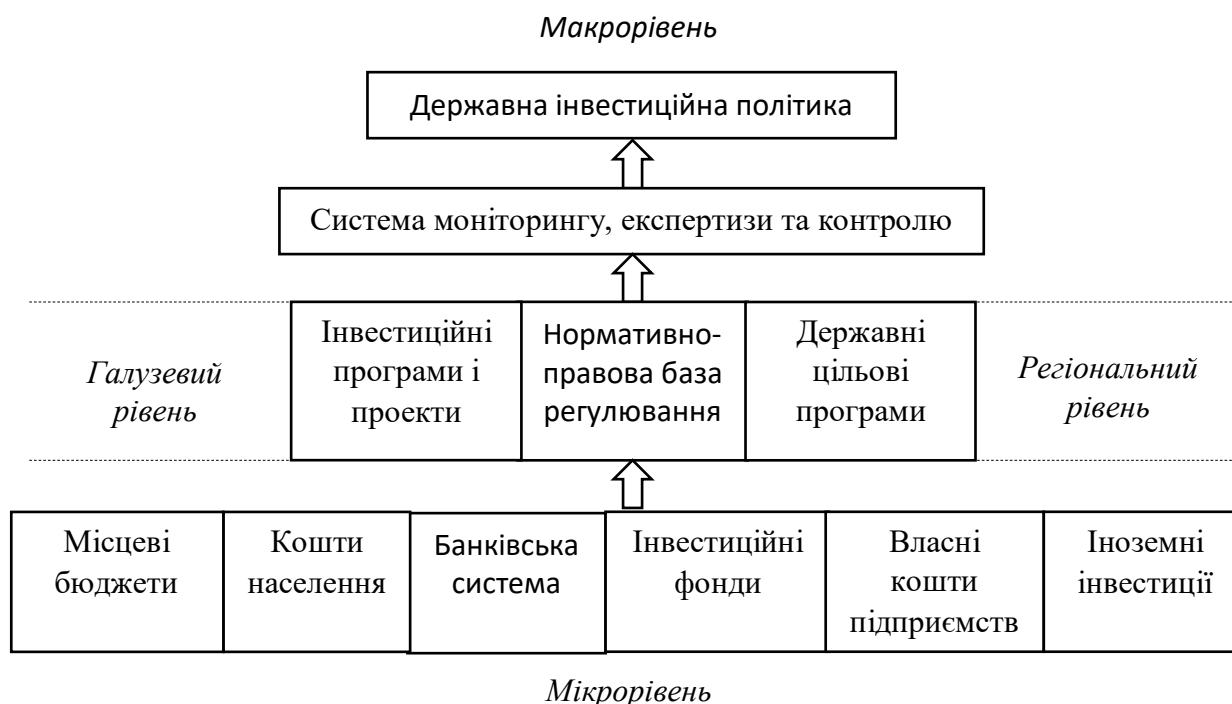 Макрорівень
Державна інвестиційна політика
Система моніторингу, експертизи та контролю
Галузевий
рівень
Інвестиційні
програми і
проекти
Нормативно-
правова база
регулювання
Державні
цільові
програми
Регіональний
рівень
Місцеві
бюджети
Кошти
населення
Банківська
система
Інвестиційні
фонди
Власні
кошти
підприємств
Іноземні
інвестиції
Мікрорівень